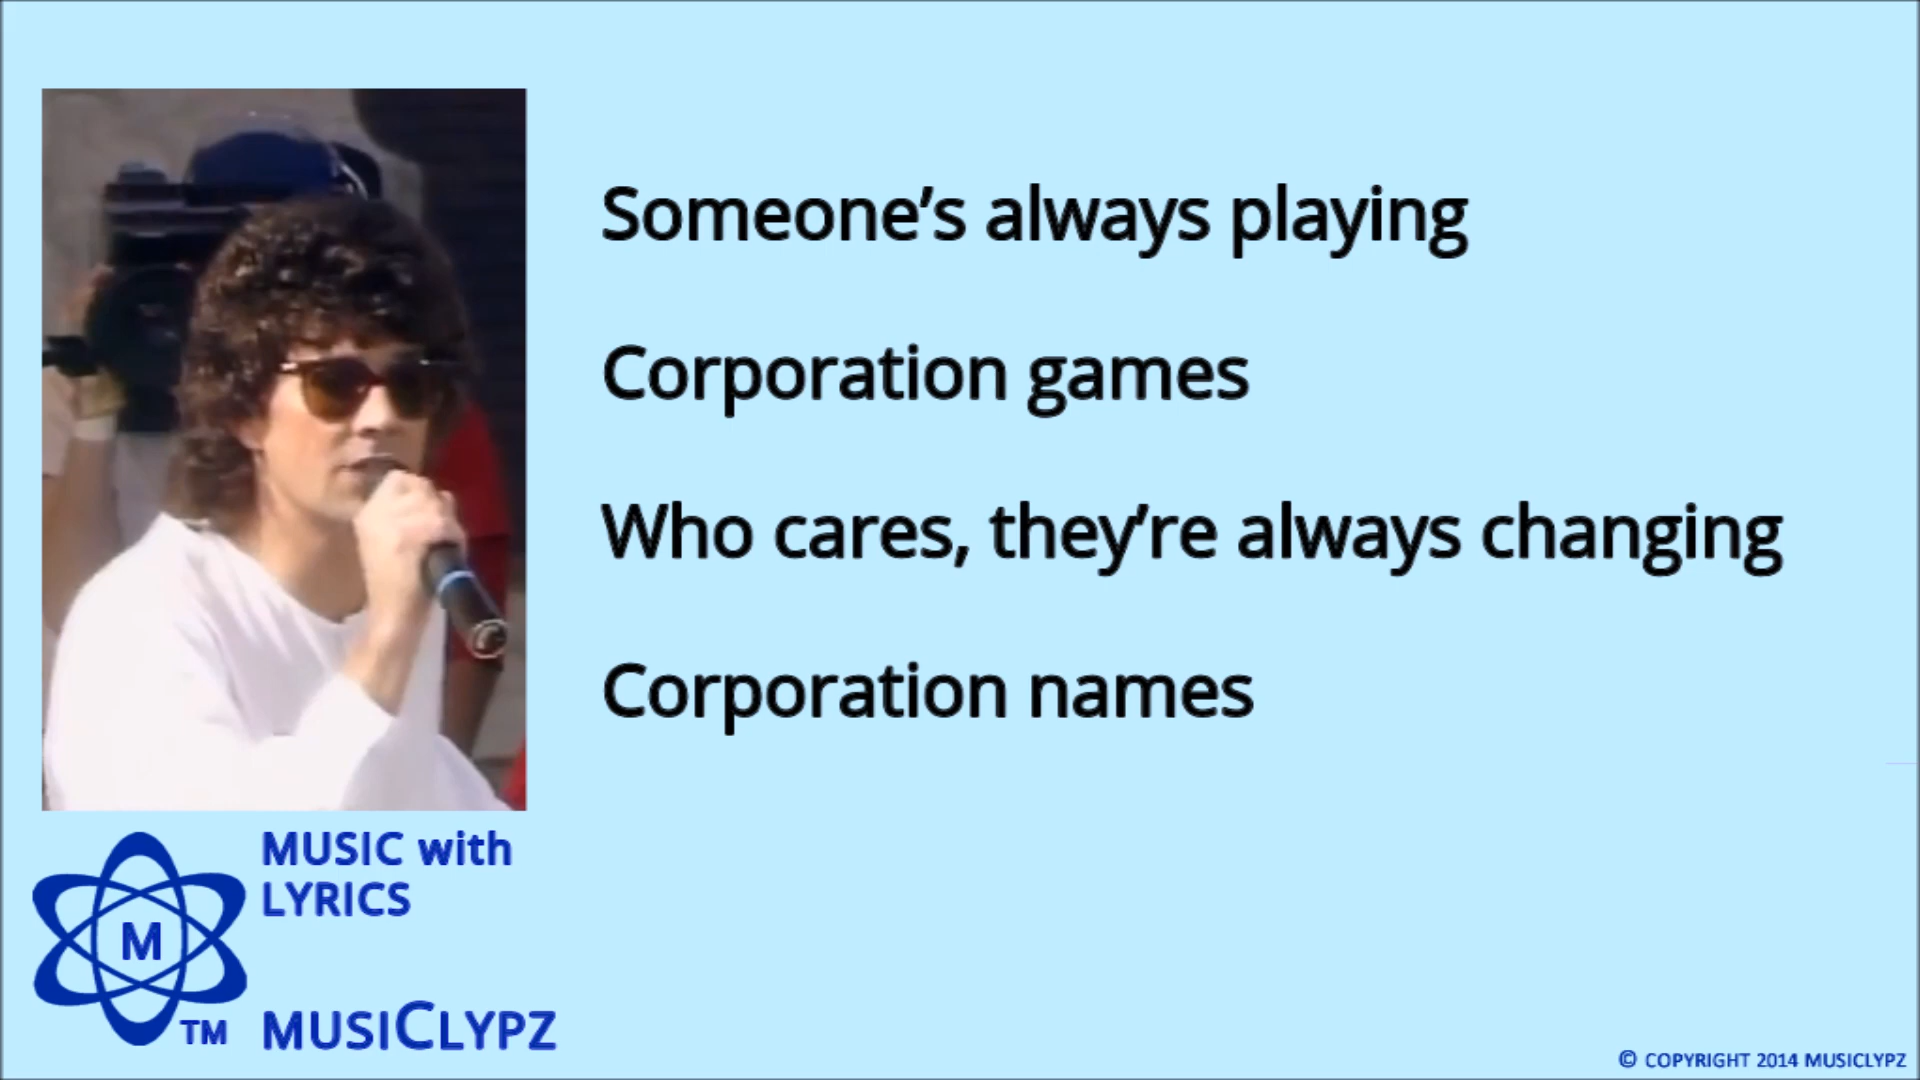 Someone’s always playing
Corporation games
Who cares, they’re always changing
Corporation names
MUSIC with
LYRICS
M
TM
MUSICLYPZ
© COPYRIGHT 2014 MUSICLYPZ